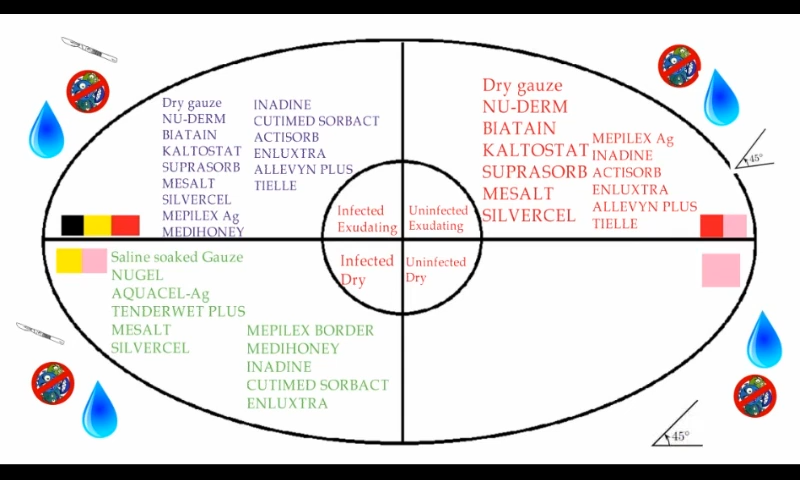 Dry gauze
NU-DERM
BIATAIN
KALTOSTAT
SUPRASORB
MESALT
SILVERCEL
MEPILEX Ag
MEDIHONEY
INADINE
CUTIMED SORBACT
ACTISORB
ENLUXTRA
ALLEVYN PLUS
TIELLE
Dry gauze
NU-DERM
BIATAIN
KALTOSTAT
SUPRASORB
MESALT
SILVERCEL
MEPILEX Ag
INADINE
ACTISORB
ENLUXTRA
ALLEVYN PLUS
TIELLE
45°
Infected
Exudating
Uninfected
Exudating
Infected
Dry
Uninfected
Dry
Saline soaked Gauze
NUGEL
AQUACEL-Ag
TENDERWET PLUS
MESALT
SILVERCEL
MEPILEX BORDER
MEDIHONEY
INADINE
CUTIMED SORBACT
ENLUXTRA
45°